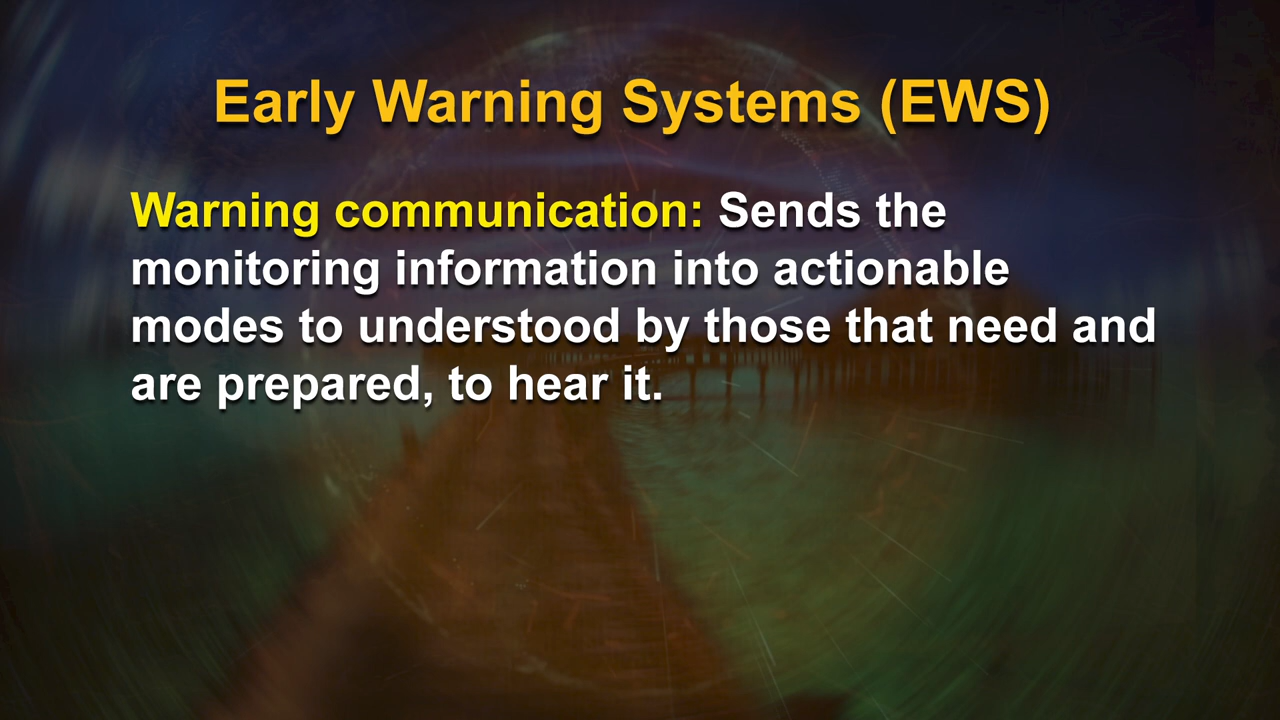 Early Warning Systems (EWS)
Warning communication: Sends the
monitoring information into actionable
modes to understood by those that need and
are prepared, to hear it.